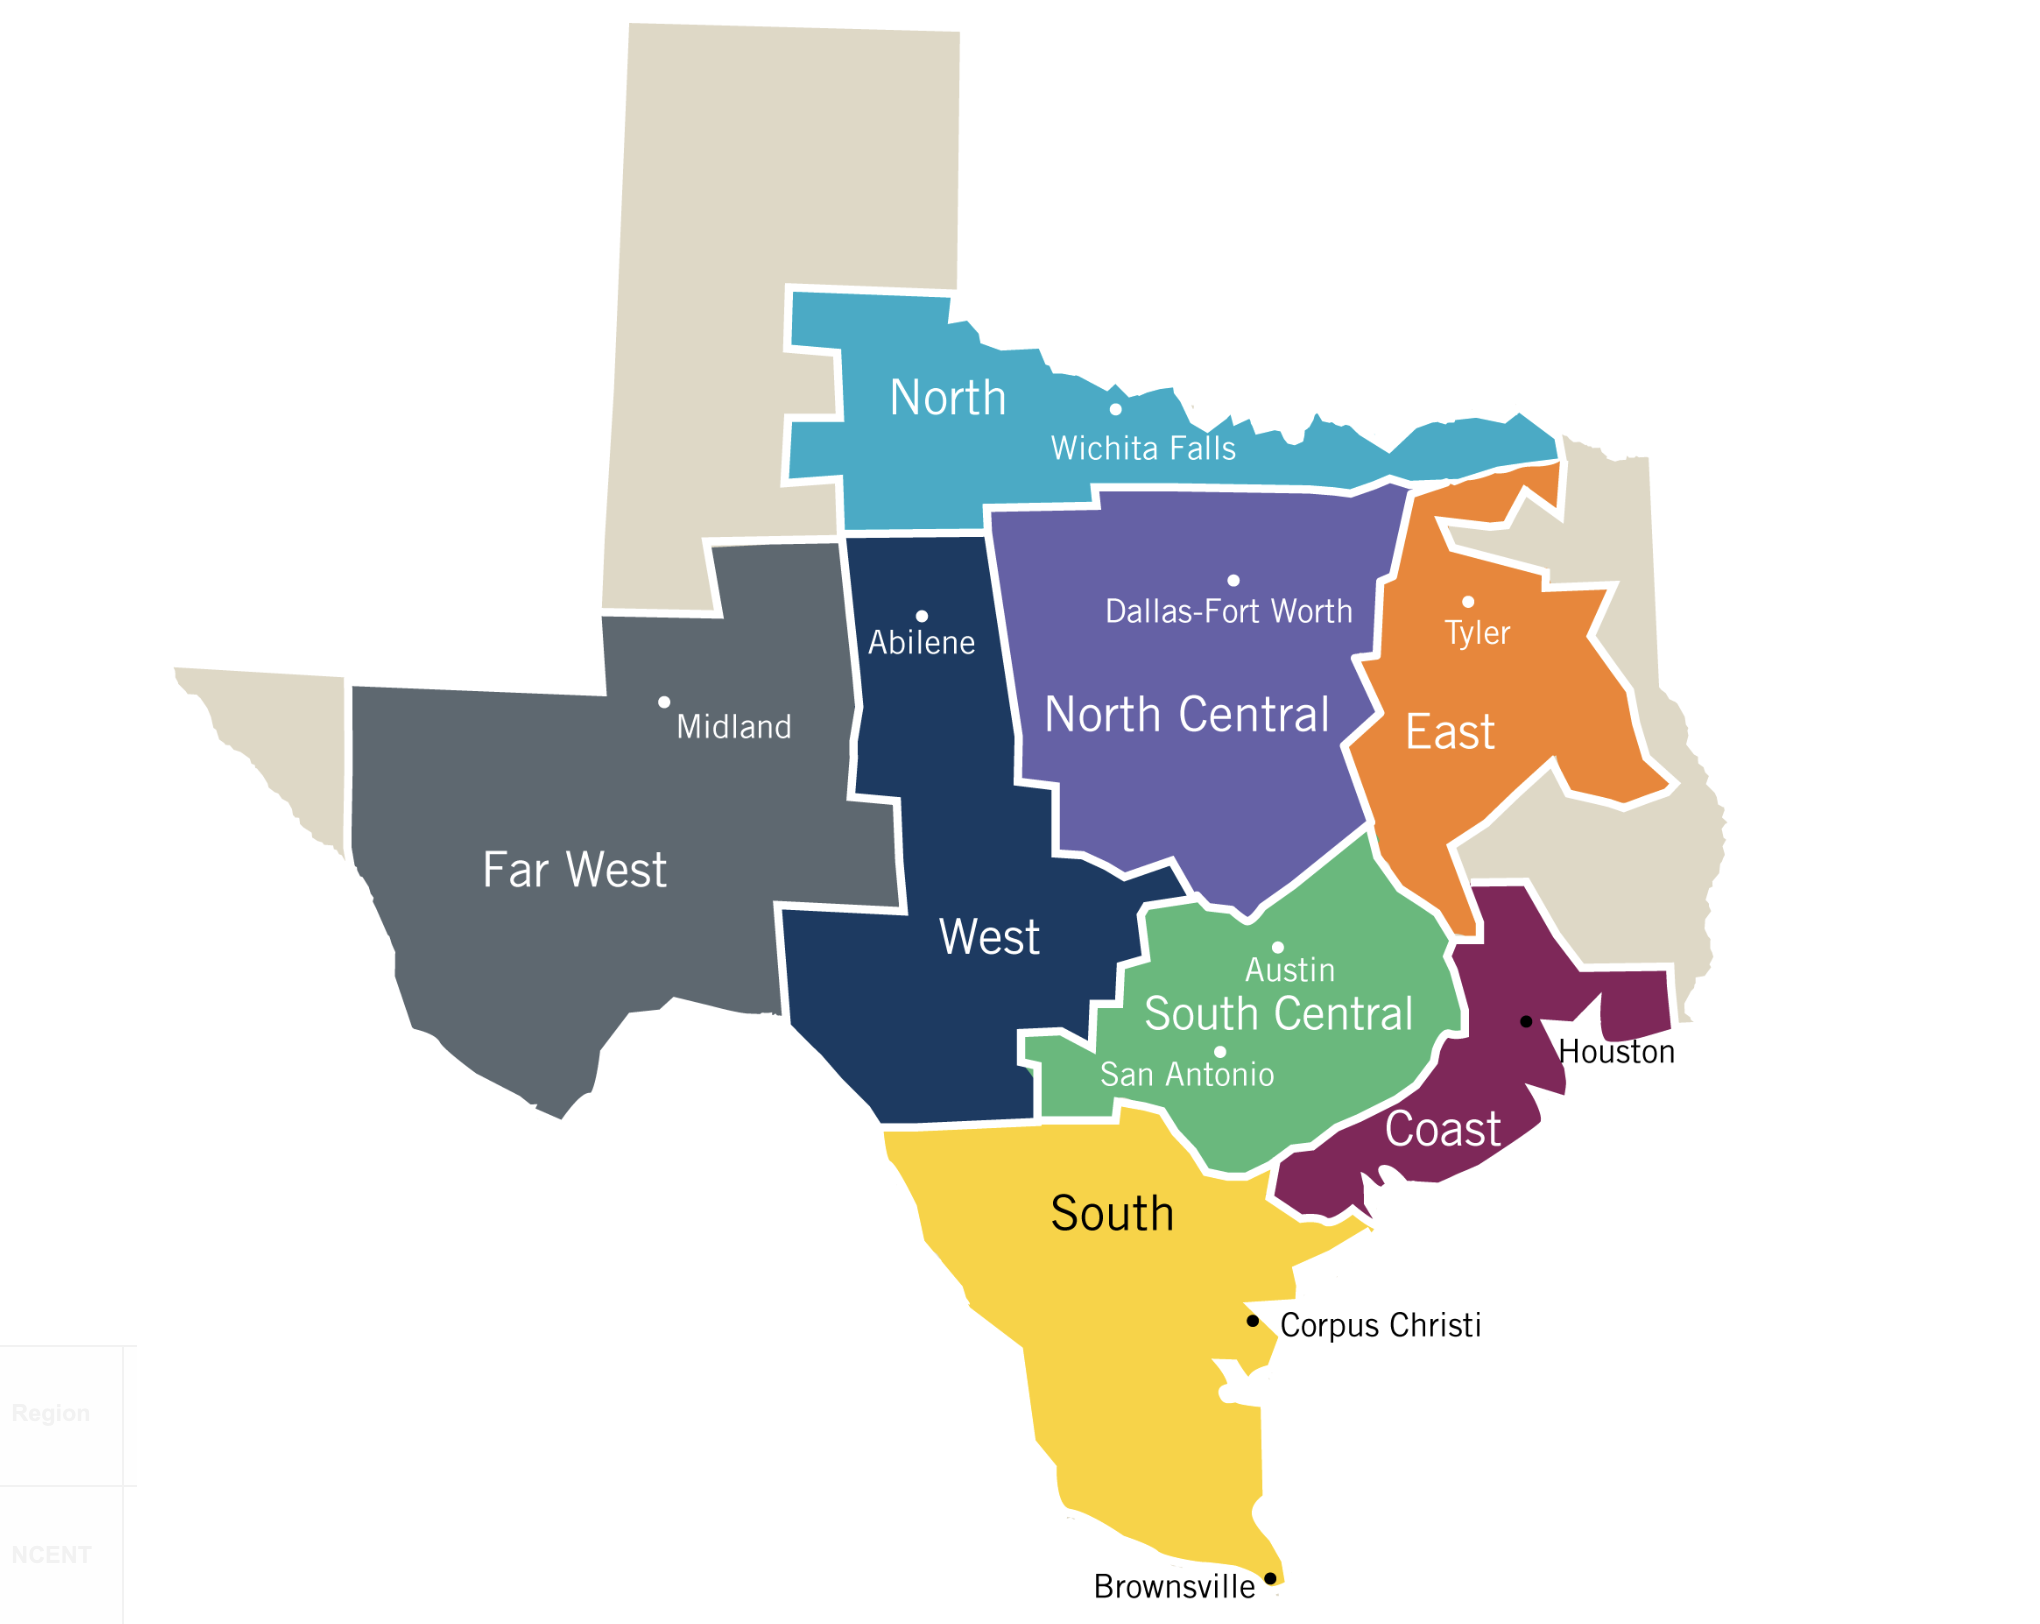 North
Wichita Falls
Dallas-Fort Worth
Abilene
Tyler
Midland
North Central
East
Far West
West
Austin
South Central
San Antonio
Houston
Coast
South
Corpus Christi
Region
NCENT
Brownsville